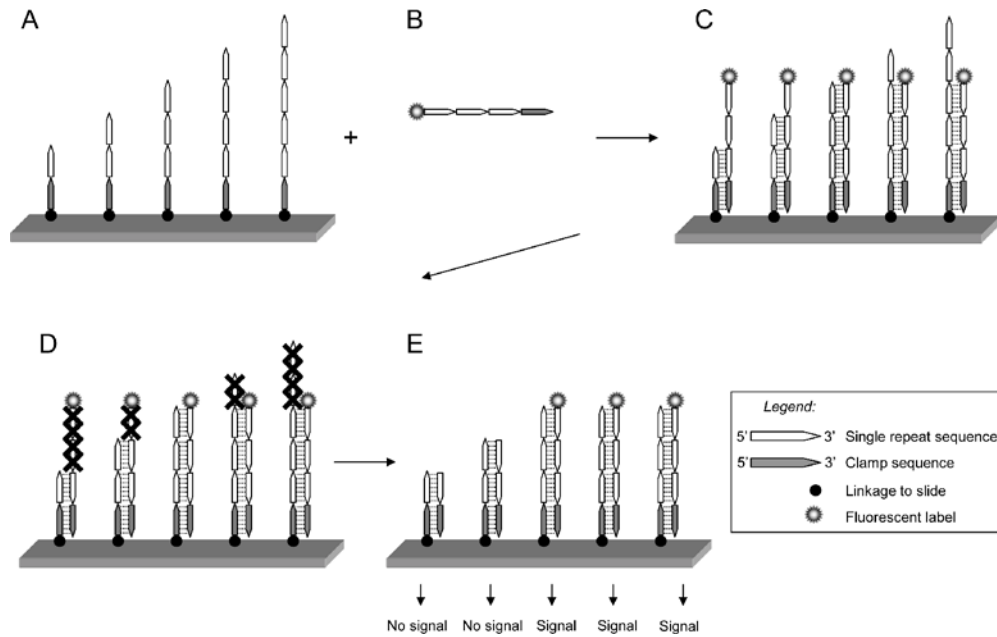 A
B
C
+
D
E
Legend:
5' 3' Single repeat sequence
5' 3' Clamp sequence
Linkage to slide
Fluorescent label
No signal No signal Signal Signal Signal